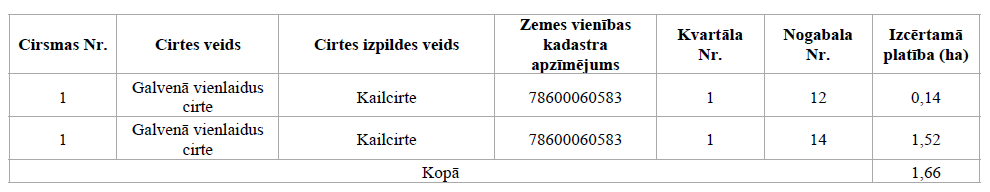 Cirsmas Nr. Cirtes veids Cirtes izpildes veids Zemes vienības kadastra apzīmējums Kvartāla Nr. Nogabala Nr. Izcērtamā platība (ha)
1 Galvenā vienlaidus cirte Kailcirte 78600060583 1 12 0,14
1 Galvenā vienlaidus cirte Kailcirte 78600060583 1 14 1,52
Kopā 1,66